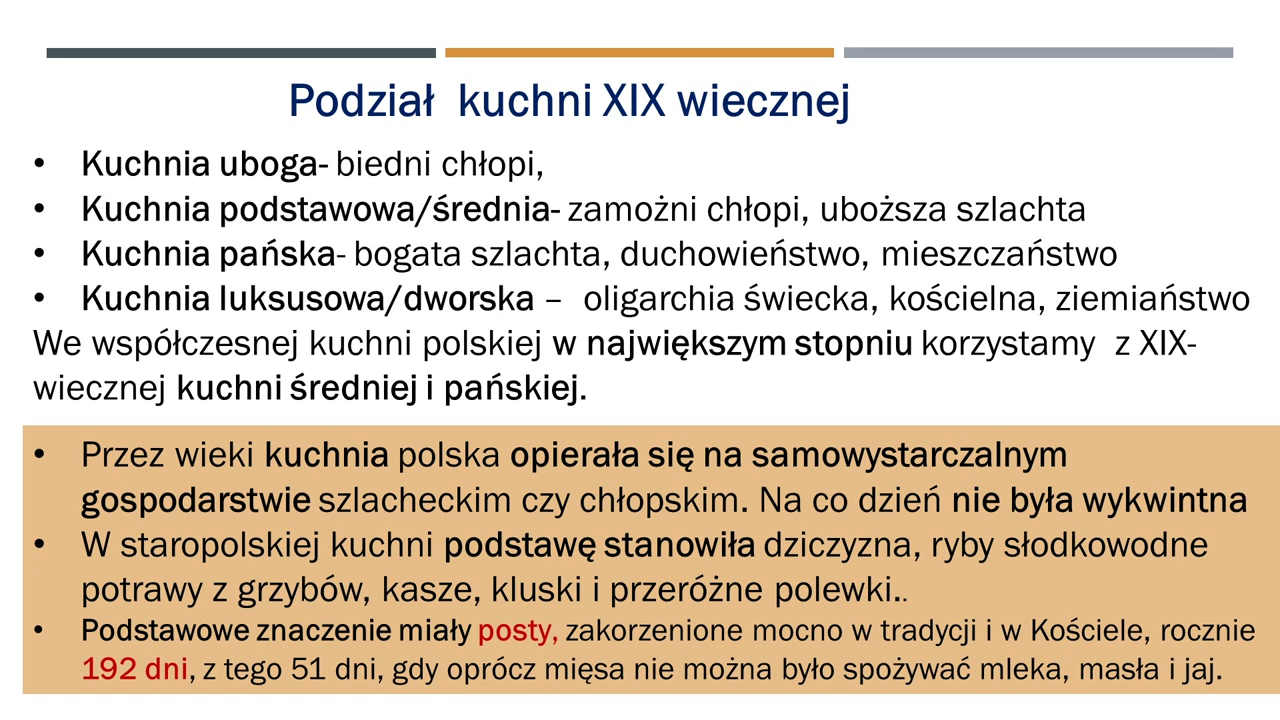 Podział kuchni XIX wiecznej
• Kuchnia uboga- biedni chłopi,
• Kuchnia podstawowa/średnia- zamożni chłopi, uboższa szlachta
• Kuchnia pańska- bogata szlachta, duchowieństwo, mieszczaństwo
• Kuchnia luksusowa/dworska – oligarchia świecka, kościelna, ziemiaństwo
We współczesnej kuchni polskiej w największym stopniu korzystamy z XIX-
wiecznej kuchni średniej i pańskiej.
• Przez wieki kuchnia polska opierała się na samowystarczalnym
gospodarstwie szlacheckim czy chłopskim. Na co dzień nie była wykwintna
• W staropolskiej kuchni podstawę stanowiła dziczyzna, ryby słodkowodne
potrawy z grzybów, kasze, kluski i przeróżne polewki..
• Podstawowe znaczenie miały posty, zakorzenione mocno w tradycji i w Kościele, rocznie
192 dni, z tego 51 dni, gdy oprócz mięsa nie można było spożywać mleka, masła i jaj.